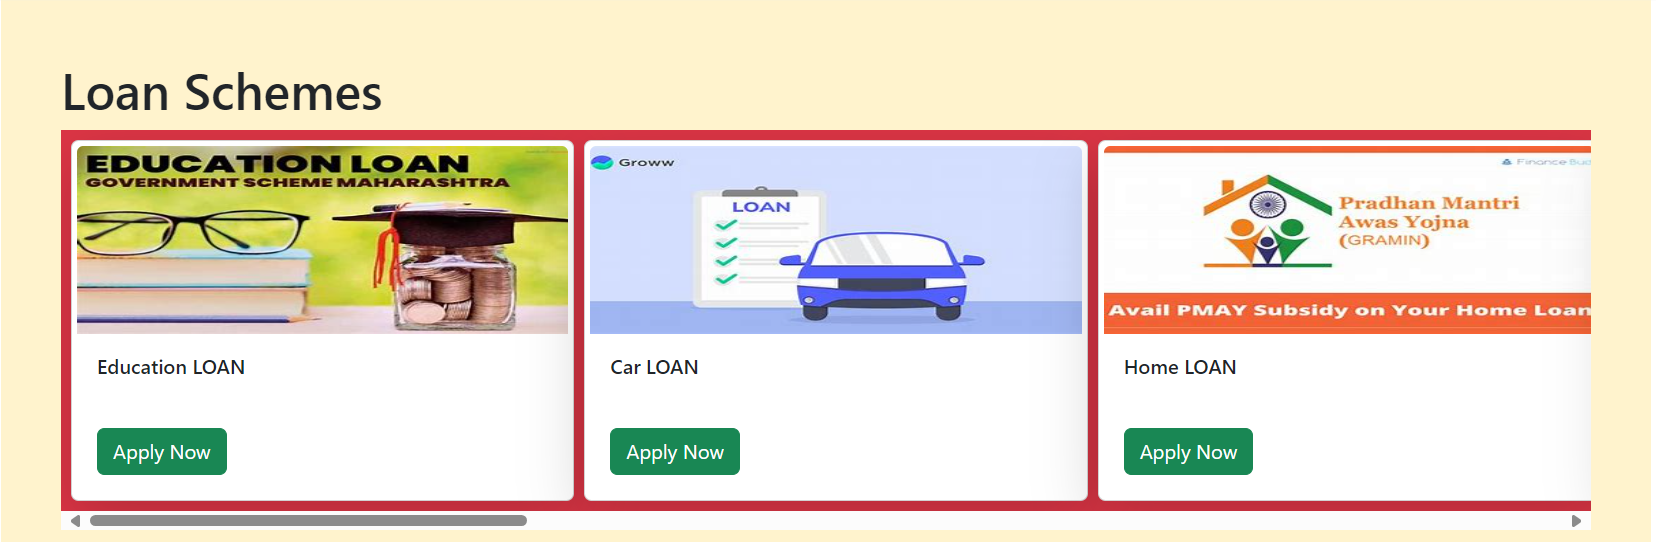 Loan Schemes
EDUCATION LOAN
GOVERNMENT SCHEME MAHARASHTRA
Education LOAN
Apply Now
Groww
LOAN
Car LOAN
Apply Now
Finance Bud
Pradhan Mantri
Awas Yojna
(GRAMIN)
Avail PMAY Subsidy on Your Home Loan
Home LOAN
Apply Now